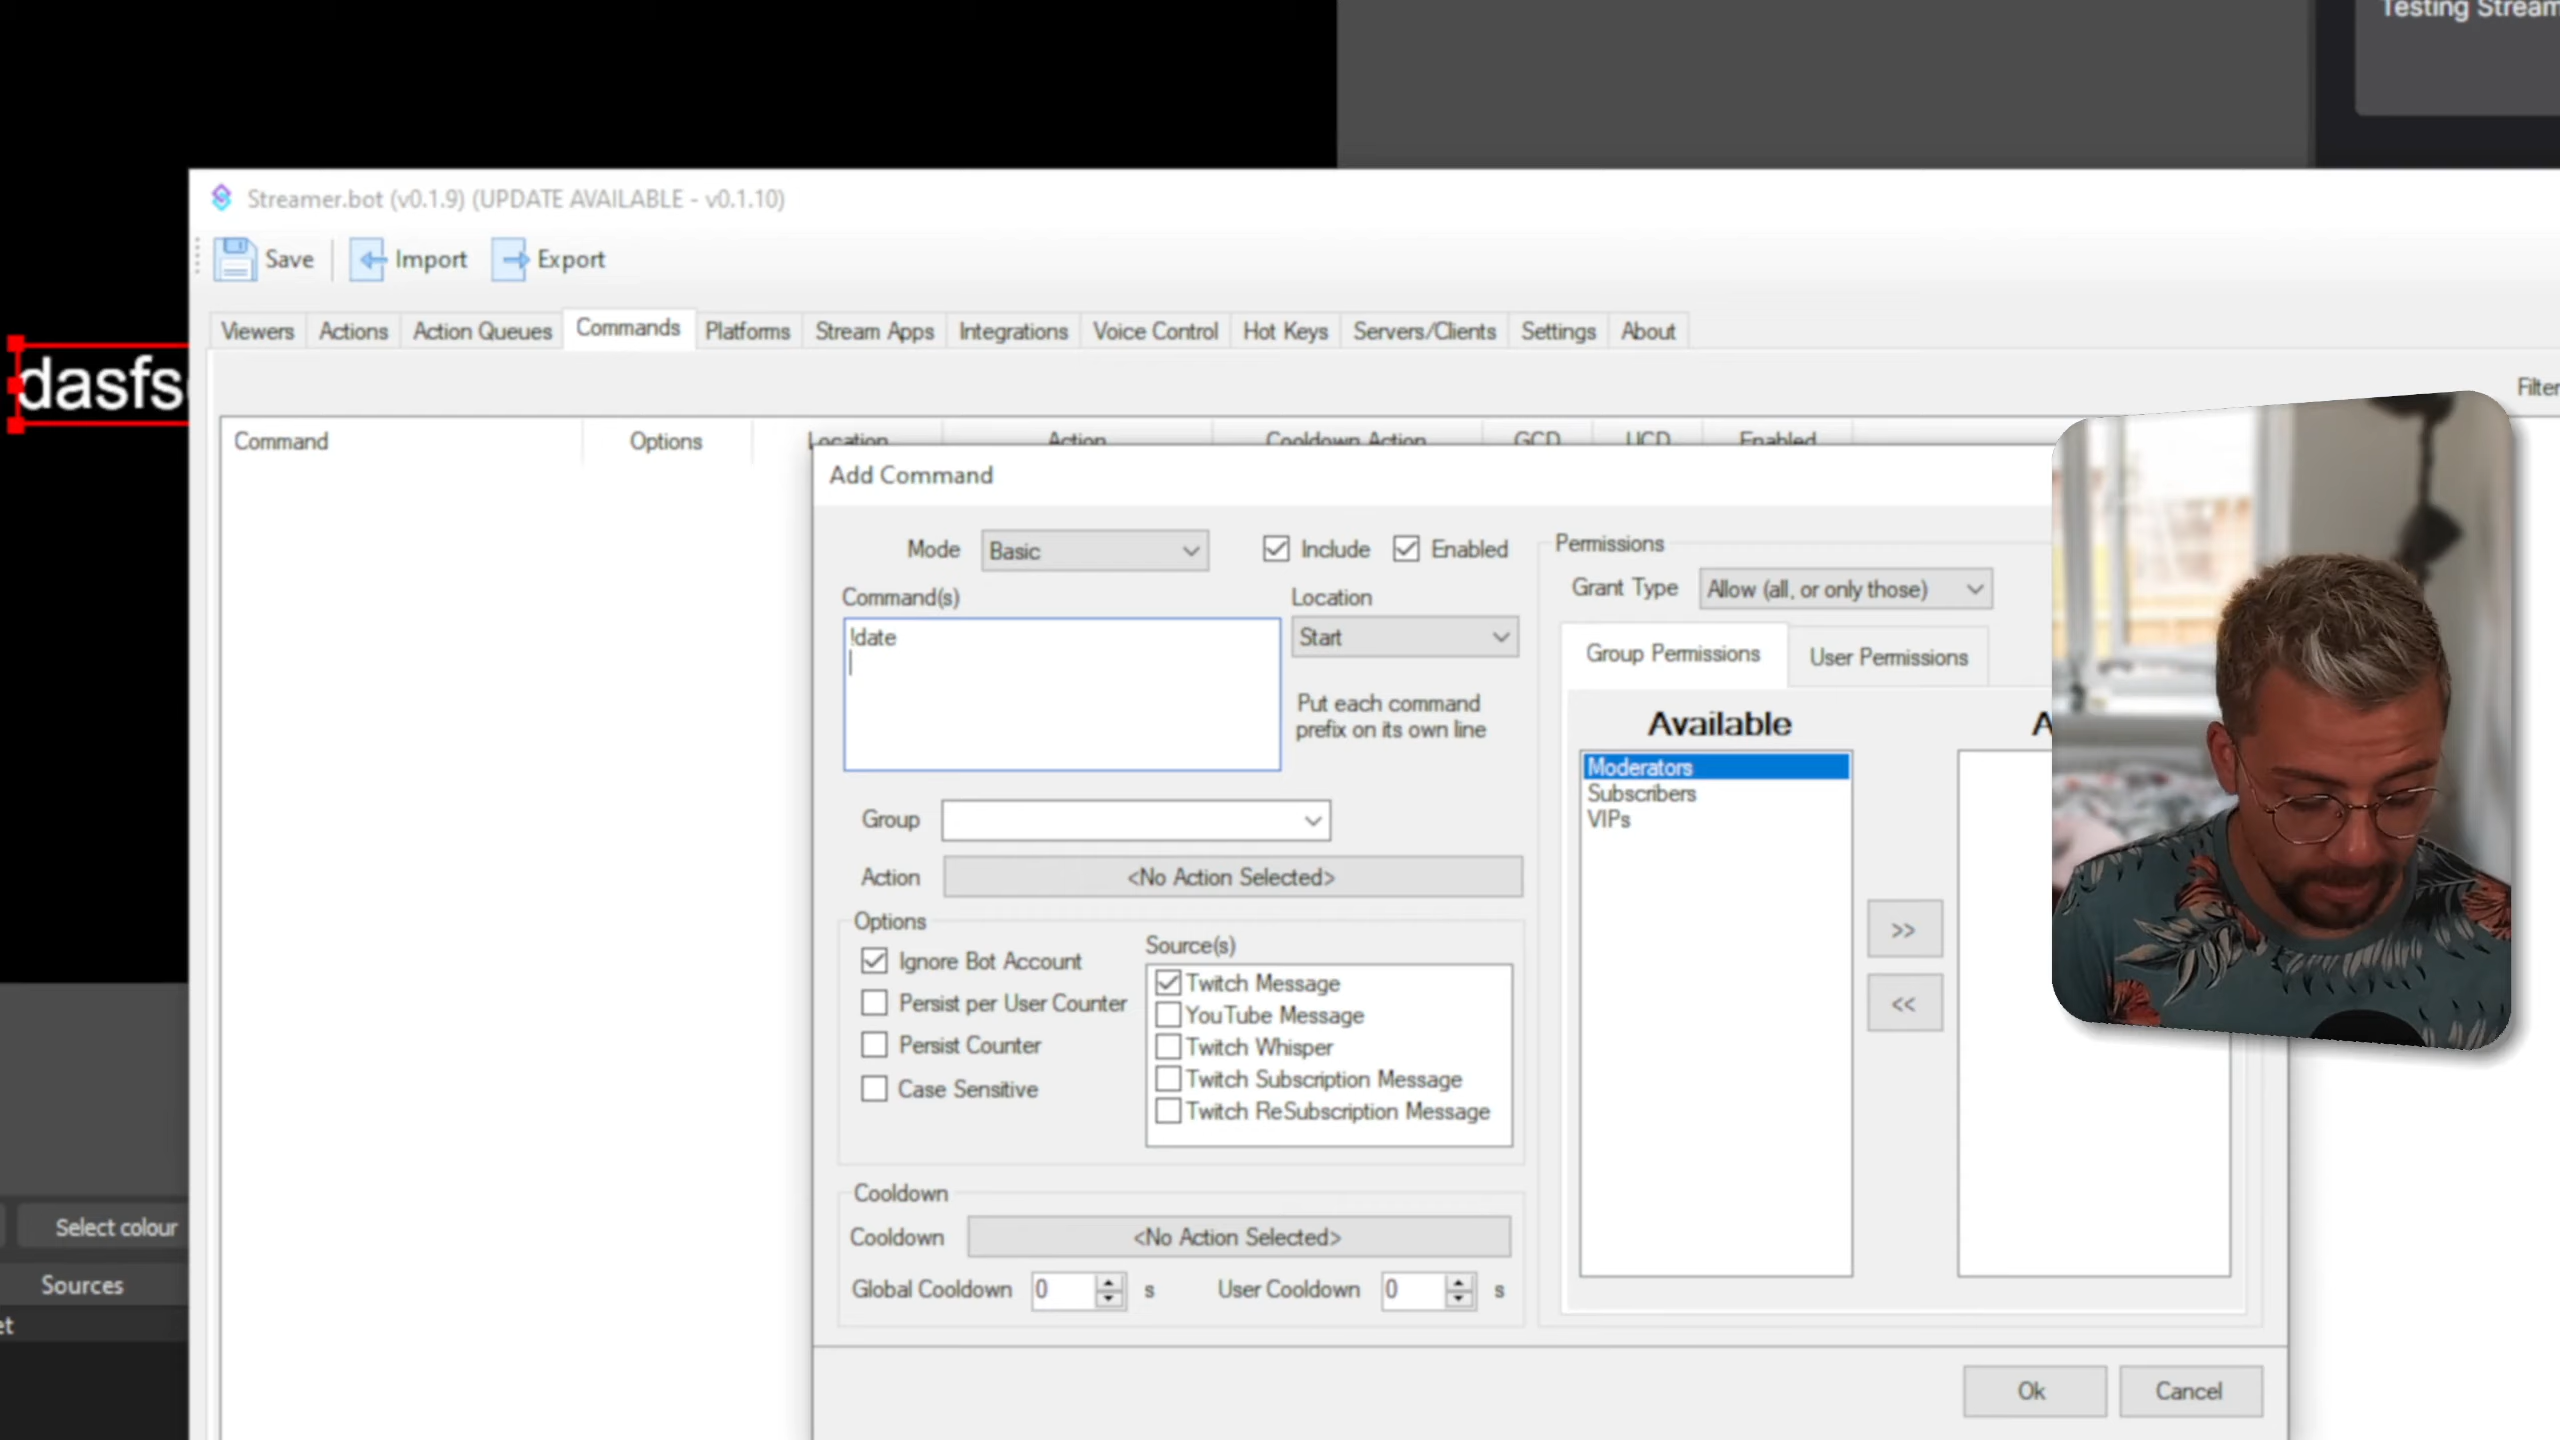 Testing Stream
Streamer.bot (v0.1.9) (UPDATE AVAILABLE - v0.1.10)
Save Import Export
Viewers Actions Action Queues Commands Platforms Stream Apps Integrations Voice Control Hot Keys Servers/Clients Settings About
dasfs
Filter
Command Options Location Action Cooldown Action GCD UCD Enabled
Add Command
Mode Basic Include Enabled
Permissions
Grant Type Allow (all, or only those)
Command(s) Location
!date
Start
Put each command
prefix on its own line
Group Permissions User Permissions
Available A
Moderators
Subscribers
VIPs
Group
Action <No Action Selected>
>>
<<
Options
Ignore Bot Account
Persist per User Counter
Persist Counter
Case Sensitive
Source(s)
Twitch Message
YouTube Message
Twitch Whisper
Twitch Subscription Message
Twitch ReSubscription Message
Cooldown
Cooldown <No Action Selected>
Global Cooldown 0 s User Cooldown 0 s
Ok Cancel
Select colour
Sources
et